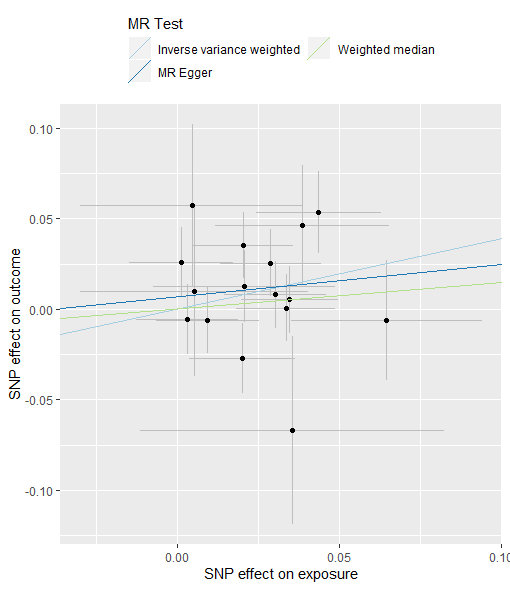 MR Test
Inverse variance weighted
Weighted median
MR Egger
0.10
0.05
0.00
-0.05
-0.10
SNP effect on outcome
0.00
0.05
0.10
SNP effect on exposure